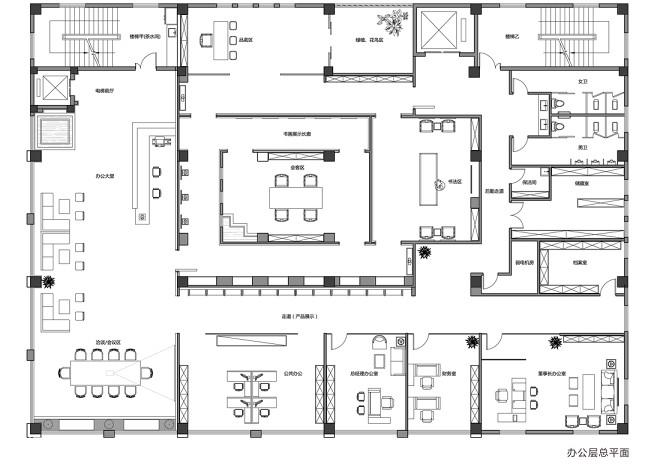 楼梯甲(茶水间)
品茗区
绿植、花鸟区
楼梯乙
女卫
电梯前厅
书画展示长廊
男卫
会客区
办公大堂
书法区
后勤走道
保洁间
储藏室
弱电机房
档案室
走道（产品展示）
洽谈/会议区
公共办公
总经理办公室
财务室
董事长办公室
办公层总平面